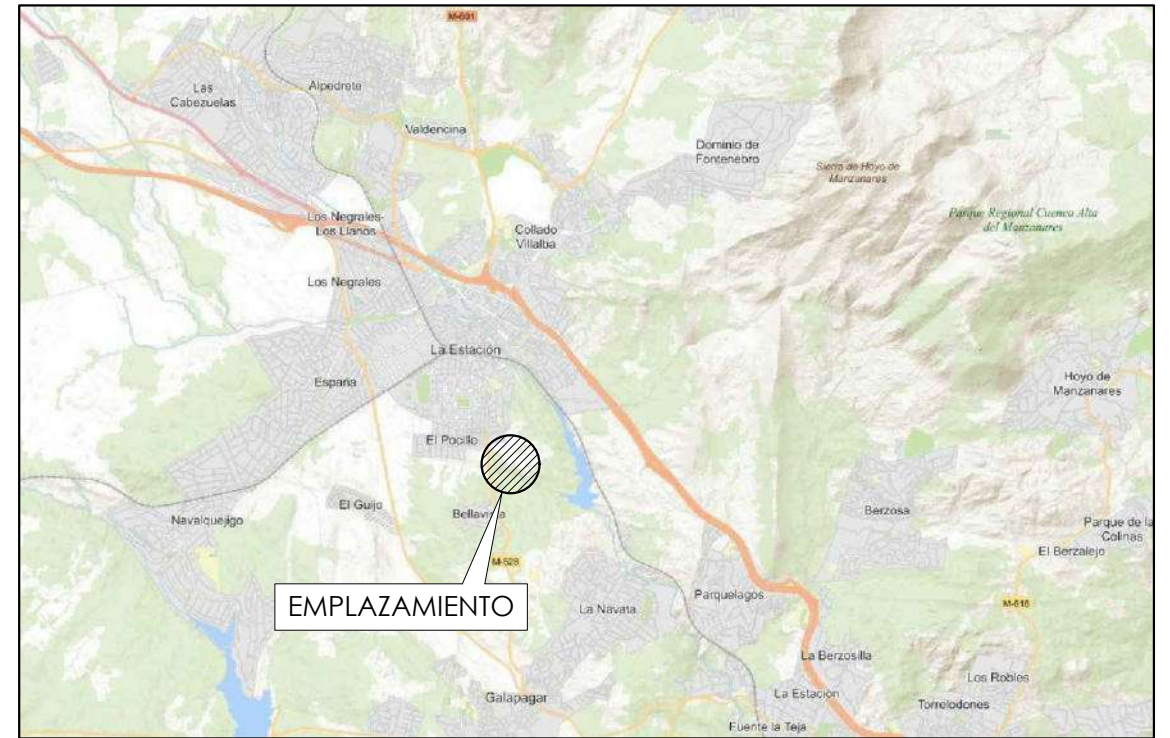 M-601
Las
Cabezuelas
Alpedrete
Valdencina
Dominio de
Fontenebro
Sierra de Hoyo de
Manzanares
Parque Regional Cuenca Alta
del Manzanares
Los Negrales-
Los Llanos
Collado
Villalba
Los Negrales
La Estación
España
Hoyo de
Manzanares
El Pocillo
El Guijo
Bellavista
Navalquejigo
Berzosa
Parque de la
Colinas
El Berzalejo
M-528
EMPLAZAMIENTO
La Navata
Parquelagos
M-618
La Berzosilla
Los Robles
La Estación
Galapagar
Torrelodones
Fuente la Teja